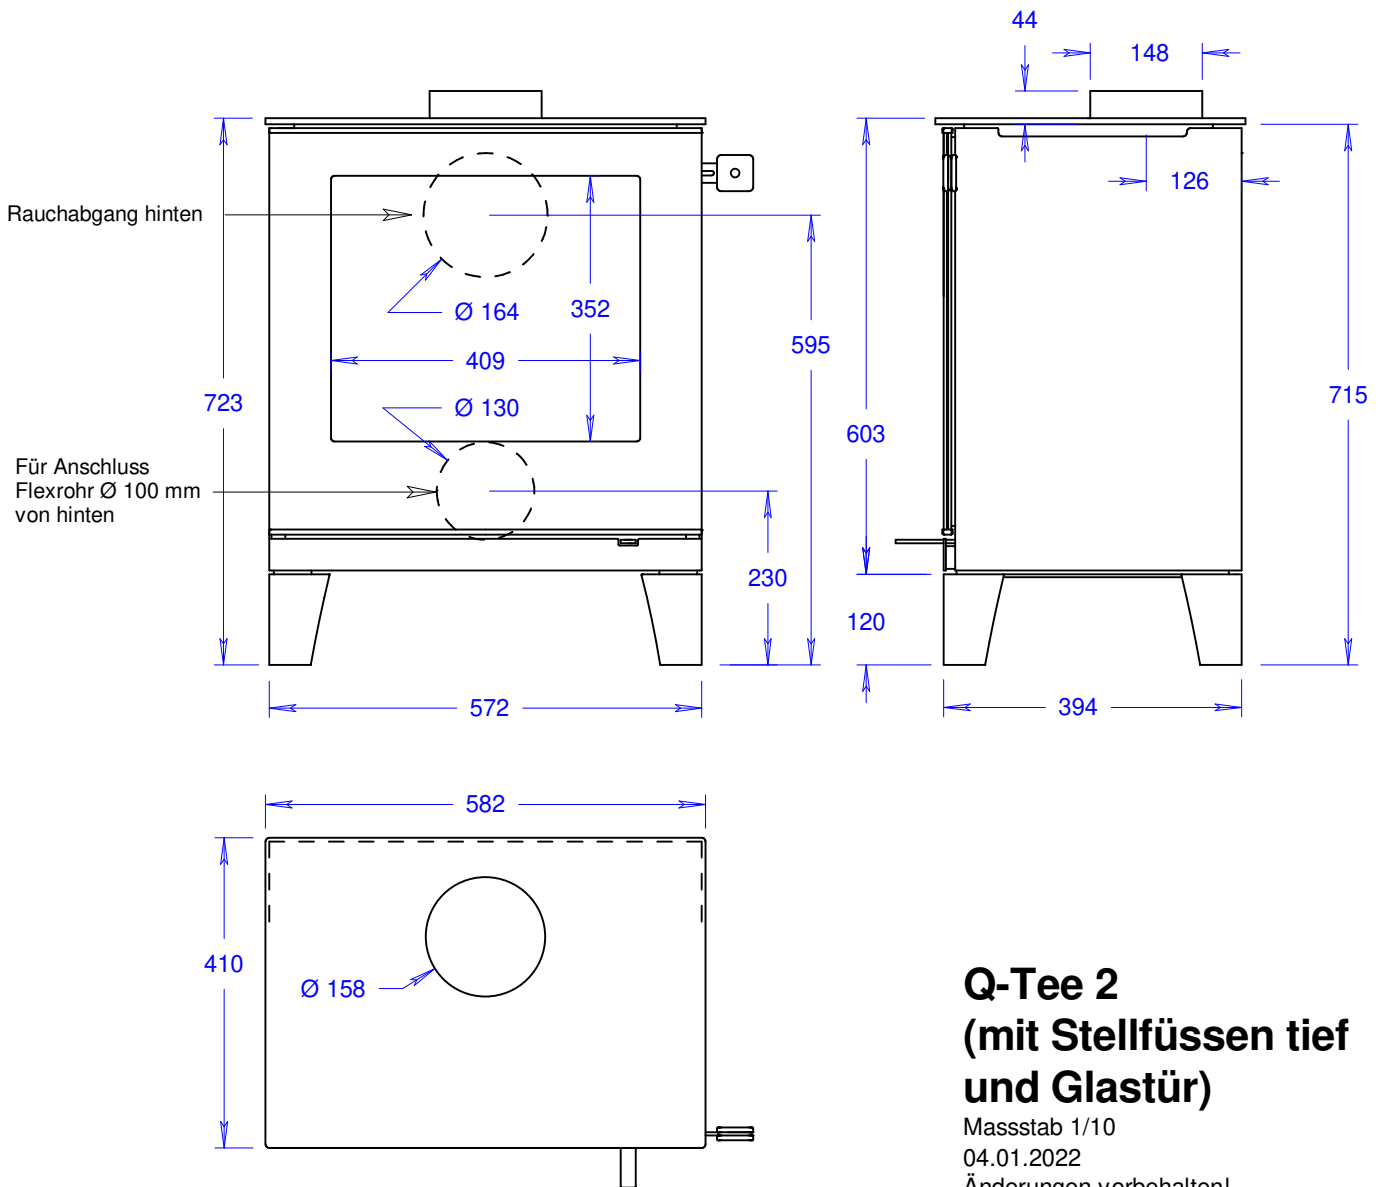 44
148
126
Rauchabgang hinten
Ø 164
352
409
595
723
Ø 130
603
715
Für Anschluss
Flexrohr Ø 100 mm
von hinten
230
120
572
394
582
410
Ø 158
Q-Tee 2
(mit Stellfüssen tief
und Glastür)
Massstab 1/10
04.01.2022
Änderungen vorbehalten!